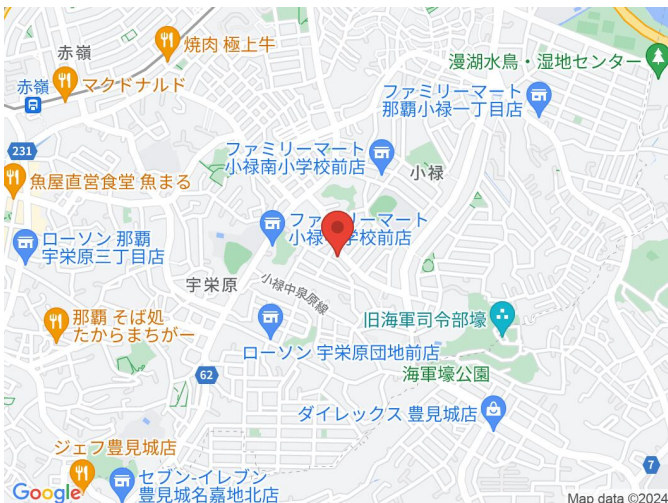 赤嶺
焼肉 極上牛
漫湖水鳥・湿地センター
赤嶺
マクドナルド
ファミリーマート
那覇小禄一丁目店
231
ファミリーマート
小禄南小学校前店
小禄
魚屋直営食堂 魚まる
ファミリーマート
学校前店
ローソン 那覇
宇栄原三丁目店
宇栄原
小禄中泉原線
那覇 そば処
たからまちがー
旧海軍司令部壕
ローソン 宇栄原団地前店
海軍壕公園
62
ダイレックス 豊見城店
ジェフ豊見城店
7
セブン-イレブン
豊見城名嘉地北店
Google
Map data ©2024